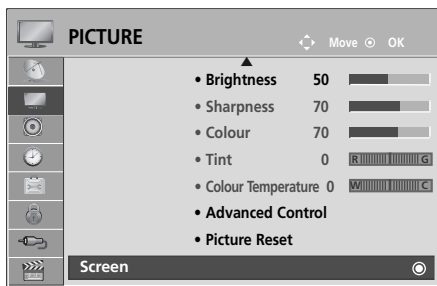 PICTURE
Move OK
• Brightness 50
• Sharpness 70
• Colour 70
• Tint 0 R G
• Colour Temperature 0 W C
• Advanced Control
• Picture Reset
Screen